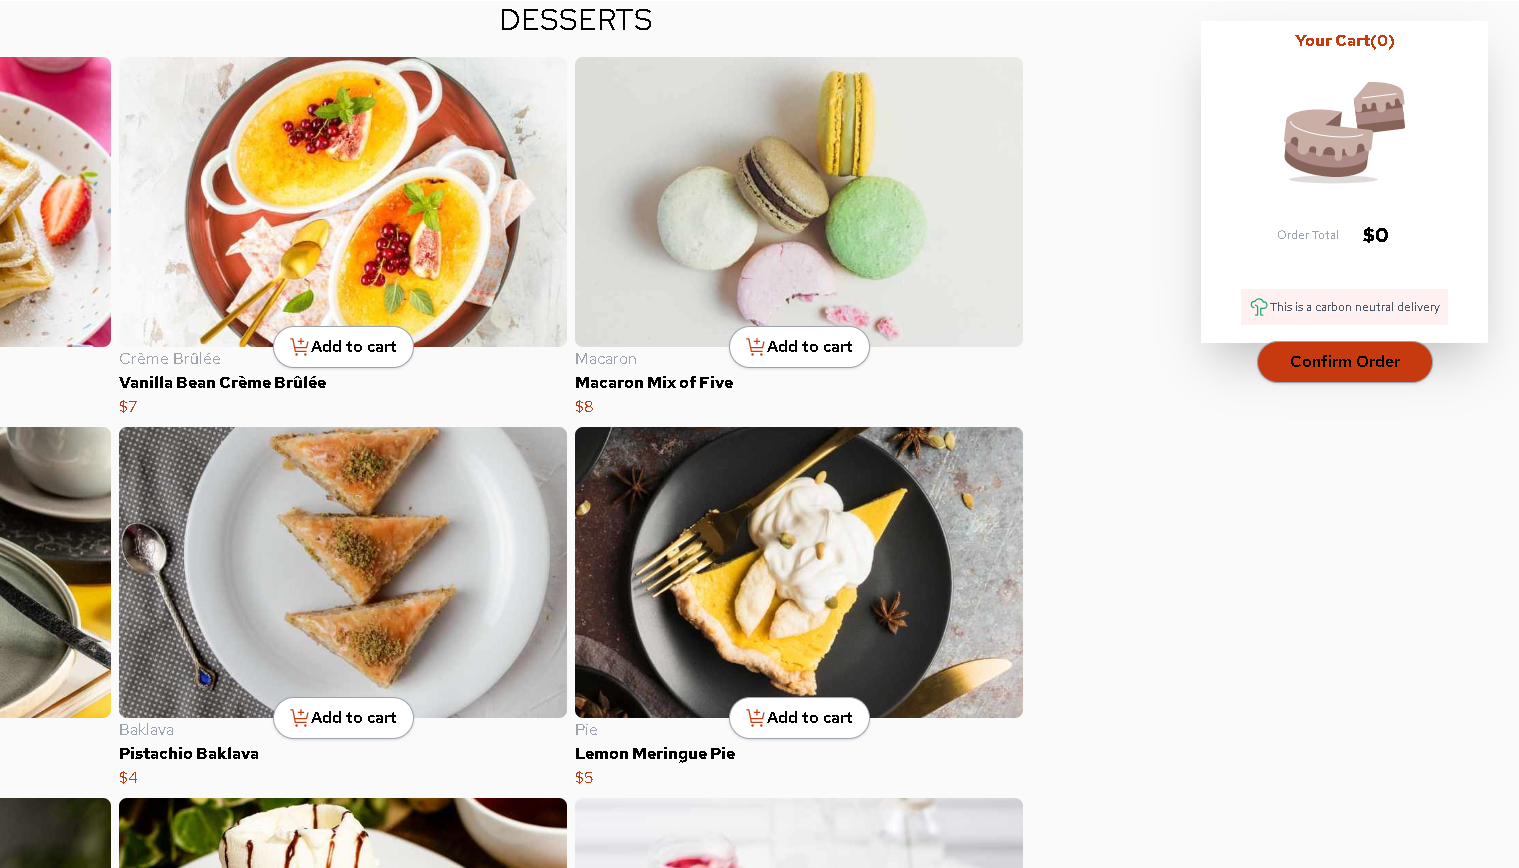 DESSERTS
Add to cart
Crème Brûlée
Vanilla Bean Crème Brûlée
$7
Add to cart
Macaron
Macaron Mix of Five
$8
Add to cart
Baklava
Pistachio Baklava
$4
Add to cart
Pie
Lemon Meringue Pie
$5
Your Cart(0)
Order Total $0
This is a carbon neutral delivery
Confirm Order